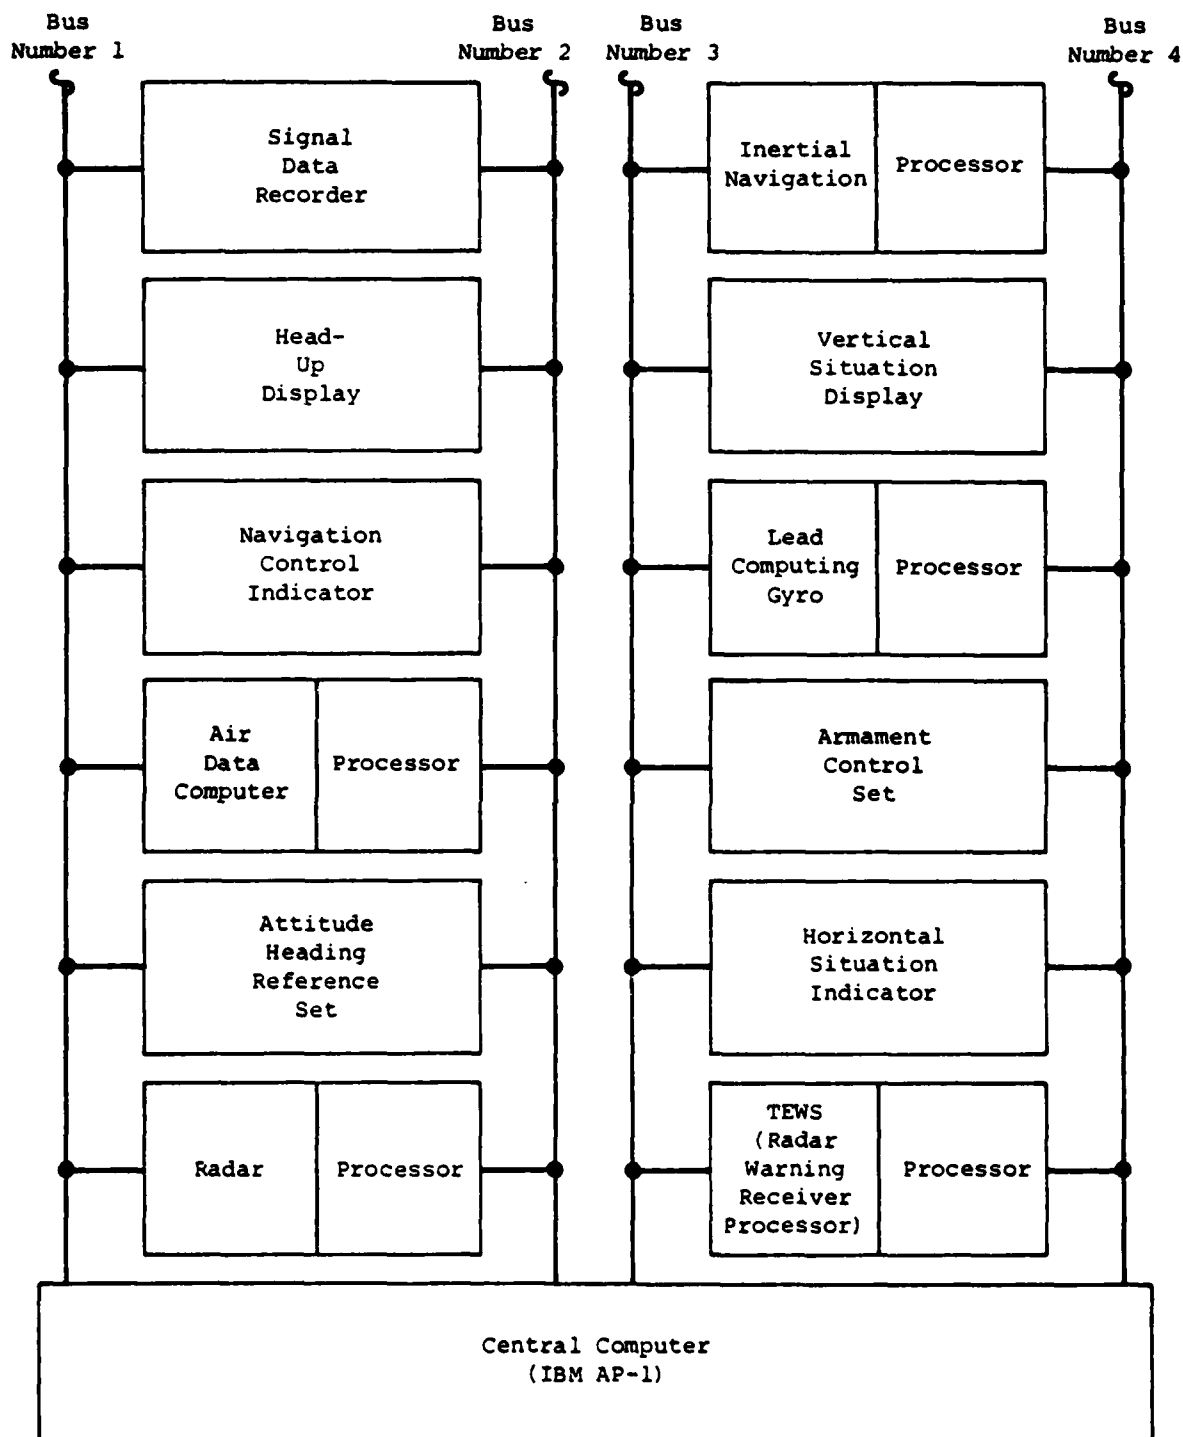 Bus
Number 1
Bus
Number 2
Bus
Number 3
Bus
Number 4
Signal
Data
Recorder
Inertial
Navigation
Processor
Head-
Up
Display
Vertical
Situation
Display
Navigation
Control
Indicator
Lead
Computing
Gyro
Processor
Air
Data
Computer
Processor
Armament
Control
Set
Attitude
Heading
Reference
Set
Horizontal
Situation
Indicator
Radar
Processor
TEWS
(Radar
Warning
Receiver
Processor)
Processor
Central Computer
(IBM AP-1)